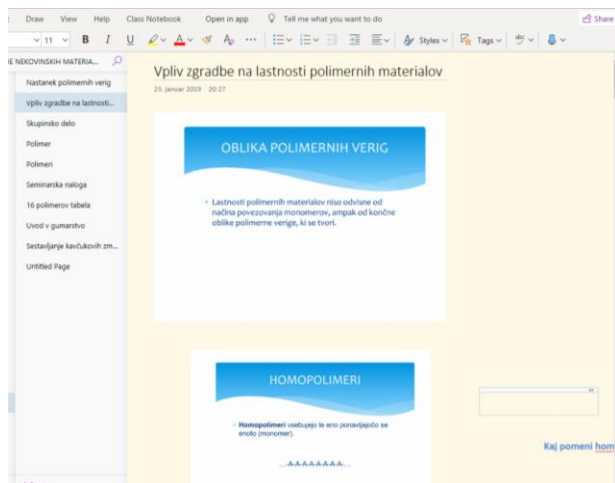 Draw View Help Class Notebook Open in app Tell me what you want to do Share
11 B I U A A Styles Tags abc
E NEKOVINSKIH MATERIA...
Nastanek polimernih verig
Vpliv zgradbe na lastnosti...
Skupinsko delo
Polimer
Polimeri
Seminarska naloga
16 polimerov tabela
Uvod v gumarstvo
Sestavljanje kavčukovih zm...
Untitled Page
Vpliv zgradbe na lastnosti polimernih materialov
23. januar 2019 20:27
OBLIKA POLIMERNIH VERIG
Lastnosti polimernih materialov niso odvisne od
načina povezovanja monomerov, ampak od končne
oblike polimerne verige, ki se tvori.
HOMOPOLIMERI
Homopolimeri vsebujejo le eno ponavljajočo se
enoto (monomer).
...-A-A-A-A-A-A-A-...
Kaj pomeni hom